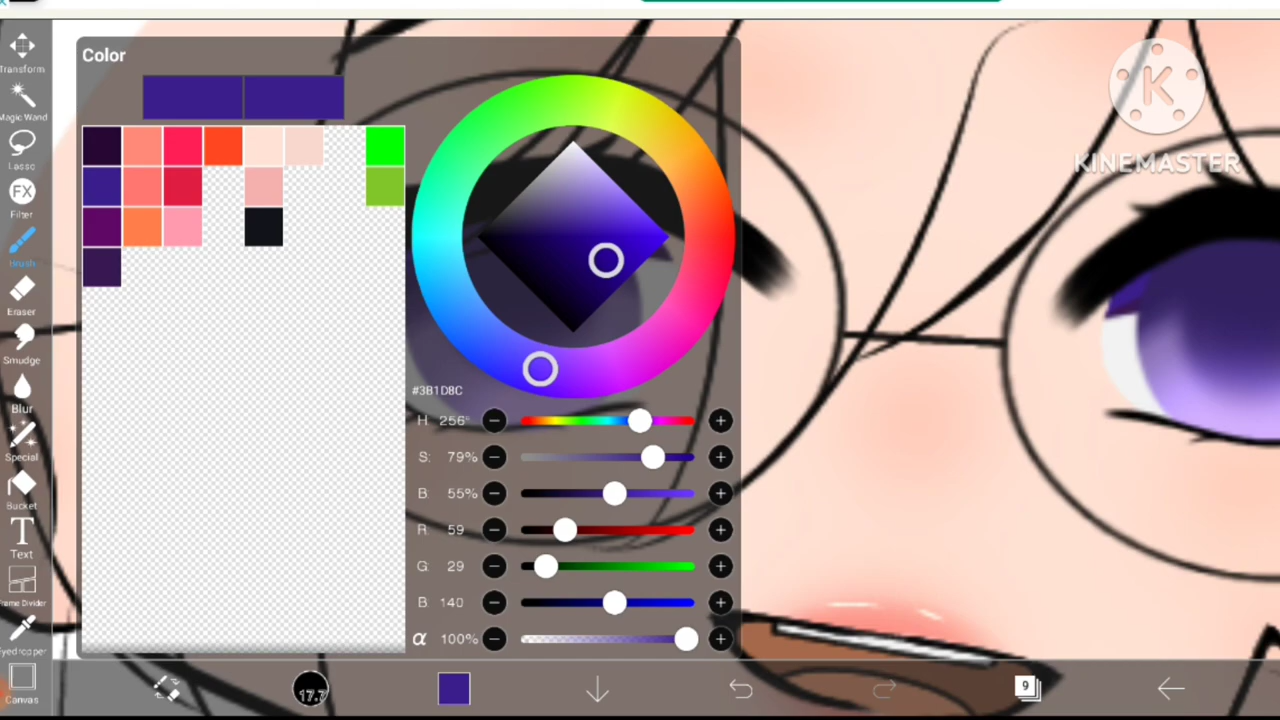 Color
Transform
Magic Wand
Lasso
FX
Filter
Brush
Eraser
Smudge
Blur
Special
Bucket
T
Text
Frame Divider
Eyedropper
Canvas
#3B1D8C
H 256°
S: 79%
B: 55%
R: 59
G: 29
B: 140
α 100%
17.7
9
K
KINEMASTER